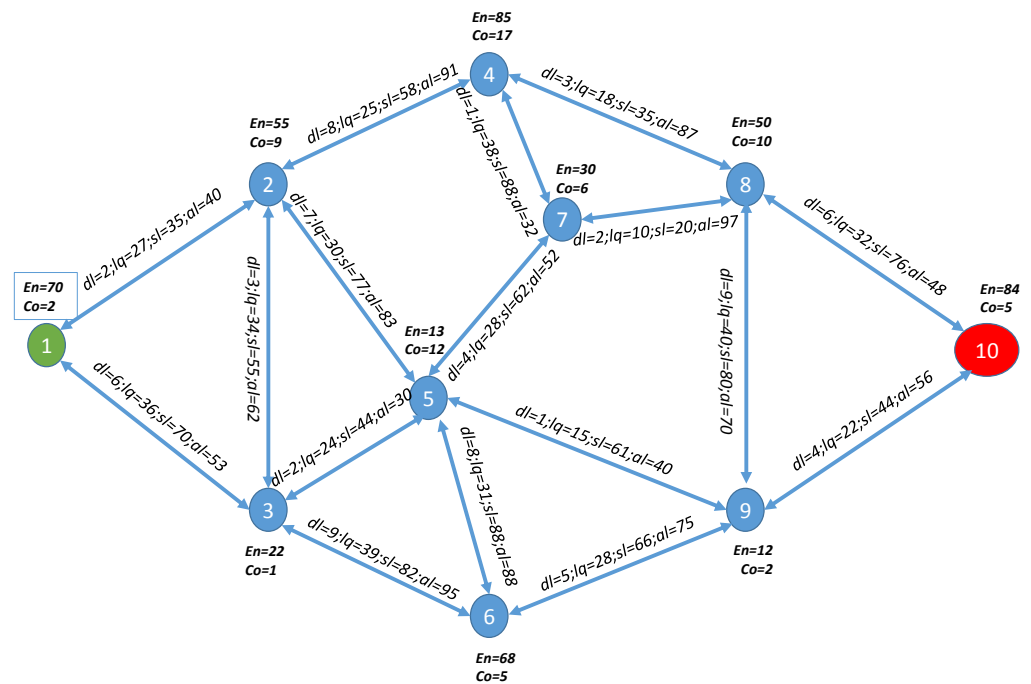 En=85
Co=17
4
dl=8;lq=25;sl=58;al=91
dl=3;lq=18;sl=35;al=87
dl=1;lq=38;sl=88;al=32
En=55
Co=9
2
En=50
Co=10
8
En=30
Co=6
7
dl=2;lq=27;sl=35;al=40
dl=7;lq=30;sl=77;al=83
dl=2;lq=10;sl=20;al=97
dl=6;lq=32;sl=76;al=48
dl=3;lq=34;sl=55;al=62
dl=4;lq=28;sl=62;al=52
dl=9;lq=40;sl=80;al=70
En=70
Co=2
1
En=84
Co=5
10
En=13
Co=12
5
dl=6;lq=36;sl=70;al=53
dl=2;lq=24;sl=44;al=30
dl=1;lq=15;sl=61;al=40
dl=4;lq=22;sl=44;al=56
dl=8;lq=31;sl=88;al=88
3
En=22
Co=1
9
En=12
Co=2
dl=9;lq=39;sl=82;al=95
dl=5;lq=28;sl=66;al=75
6
En=68
Co=5